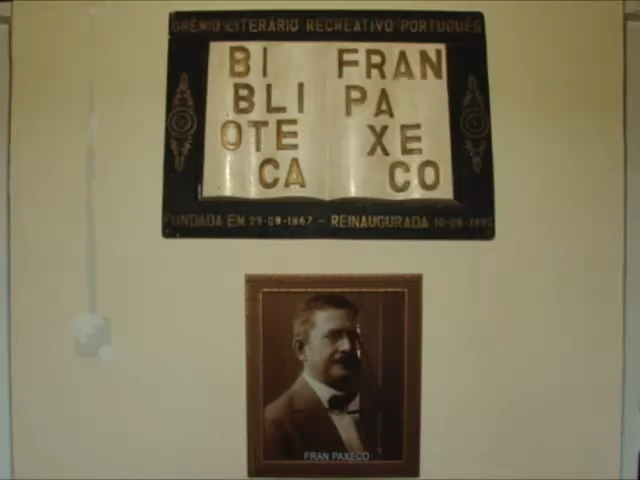 GRÊMIO LITERÁRIO RECREATIVO PORTUGUÊS
BI FRAN
BLI PA
OTE XE
CA CO
FUNDADA EM 29-09-1867 - REINAUGURADA
FRAN PAXECO